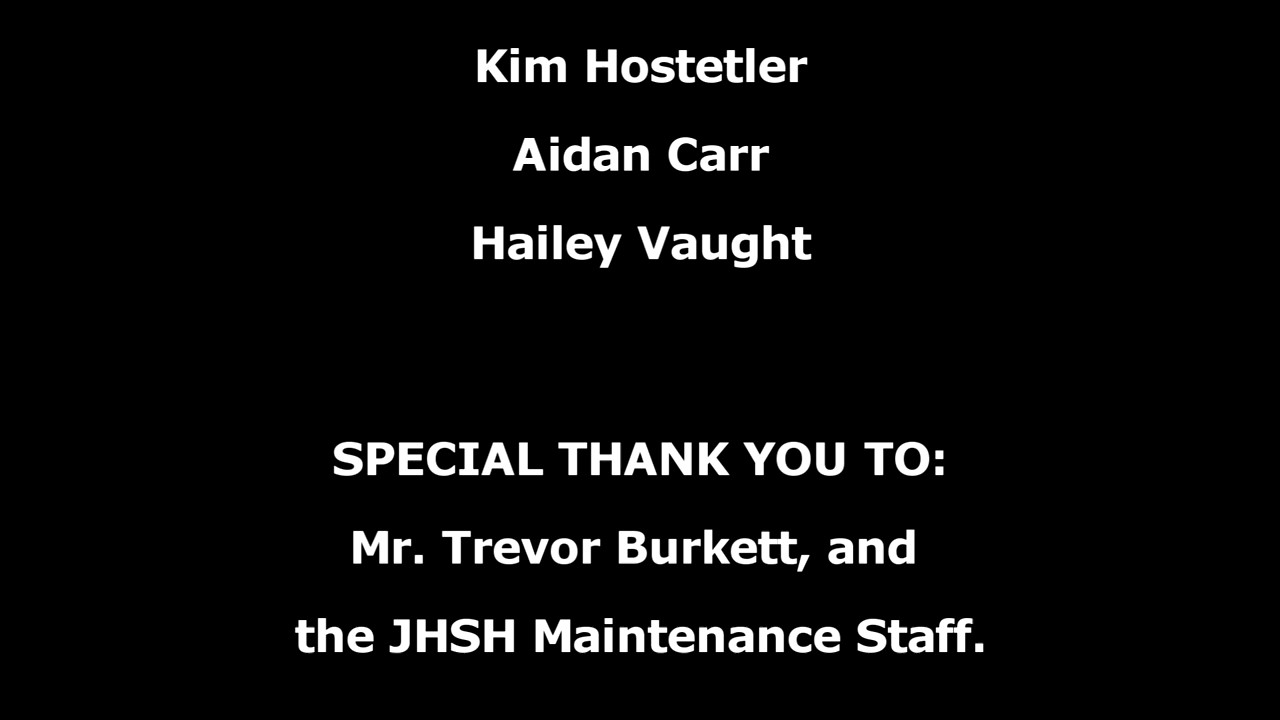 Kim Hostetler
Aidan Carr
Hailey Vaught
SPECIAL THANK YOU TO:
Mr. Trevor Burkett, and
the JHSH Maintenance Staff.